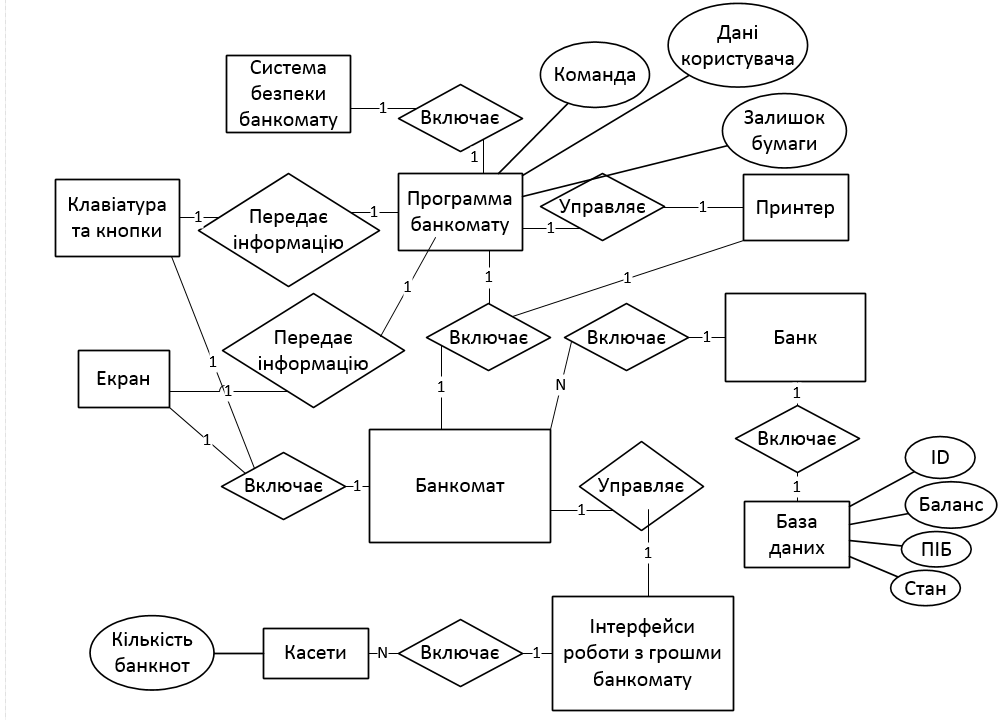 Дані
користувача
Система
безпеки
банкомату
Команда
1
Включає
Залишок
бумаги
1
Клавіатура
та кнопки
1
Передає
інформацію
1
Программа
банкомату
Управляє
1
1
Принтер
1
1
1
Передає
інформацію
Включає
Включає
1
Банк
1
Екран
1
1
N
1
1
Включає
Включає
1
Банкомат
Управляє
1
1
База
даних
ID
Баланс
ПІБ
Стан
1
Кількість
банкнот
Касети
N
Включає
1
Інтерфейси
роботи з грошми
банкомату